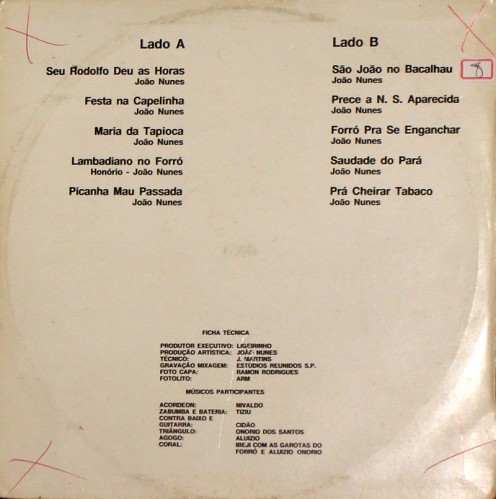 Lado A
Seu Rodolfo Deu as Horas
João Nunes
Festa na Capelinha
João Nunes
Maria da Tapioca
João Nunes
Lambadiano no Forró
Honório - João Nunes
Picanha Mau Passada
João Nunes
Lado B
São João no Bacalhau
João Nunes
8
Prece a N. S. Aparecida
João Nunes
Forró Pra Se Enganchar
João Nunes
Saudade do Pará
João Nunes
Prá Cheirar Tabaco
João Nunes
FICHA TÉCNICA
PRODUTOR EXECUTIVO: LIGEIRINHO
PRODUÇÃO ARTÍSTICA: JOÃO NUNES
TÉCNICO: J. MARTINS
GRAVAÇÃO MIXAGEM: ESTÚDIOS REUNIDOS S.P.
FOTO CAPA: RAMON RODRIGUES
FOTOLITO: ARM
MÚSICOS PARTICIPANTES
ACORDEON: NIVALDO
ZABUMBA E BATERIA: TIZIU
CONTRA BAIXO E
GUITARRA: CIDÃO
TRIÂNGULO: ONORIO DOS SANTOS
AGOGO: ALUIZIO
CORAL: IBEJI COM AS GAROTAS DO
FORRÓ E ALUIZIO ONORIO